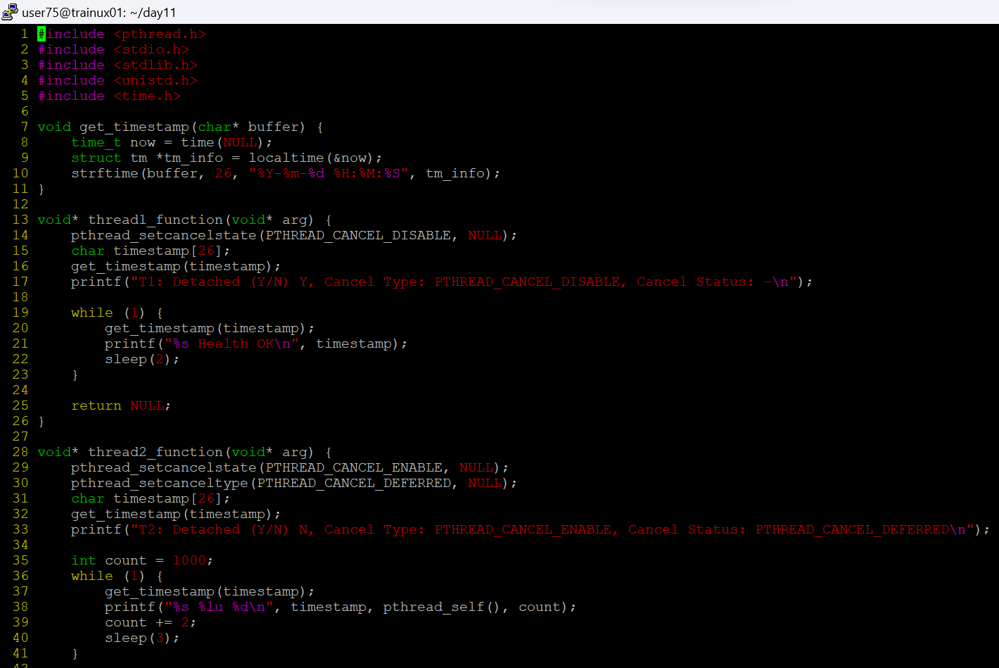 user75@trainux01: ~/day11
1 #include <pthread.h>
2 #include <stdio.h>
3 #include <stdlib.h>
4 #include <unistd.h>
5 #include <time.h>
6
7 void get_timestamp(char* buffer) {
8     time_t now = time(NULL);
9     struct tm *tm_info = localtime(&now);
10     strftime(buffer, 26, "%Y-%m-%d %H:%M:%S", tm_info);
11 }
12
13 void* thread1_function(void* arg) {
14     pthread_setcancelstate(PTHREAD_CANCEL_DISABLE, NULL);
15     char timestamp[26];
16     get_timestamp(timestamp);
17     printf("T1: Detached (Y/N) Y, Cancel Type: PTHREAD_CANCEL_DISABLE, Cancel Status: -\n");
18
19     while (1) {
20         get_timestamp(timestamp);
21         printf("%s Health OK\n", timestamp);
22         sleep(2);
23     }
24
25     return NULL;
26 }
27
28 void* thread2_function(void* arg) {
29     pthread_setcancelstate(PTHREAD_CANCEL_ENABLE, NULL);
30     pthread_setcanceltype(PTHREAD_CANCEL_DEFERRED, NULL);
31     char timestamp[26];
32     get_timestamp(timestamp);
33     printf("T2: Detached (Y/N) N, Cancel Type: PTHREAD_CANCEL_ENABLE, Cancel Status: PTHREAD_CANCEL_DEFERRED\n");
34
35     int count = 1000;
36     while (1) {
37         get_timestamp(timestamp);
38         printf("%s %lu %d\n", timestamp, pthread_self(), count);
39         count += 2;
40         sleep(3);
41     }